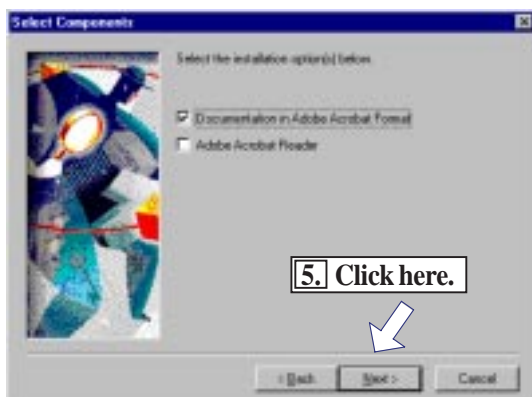 Select Components
Select the installation option(s) below.
Documentation in Adobe Acrobat Format
Adobe Acrobat Reader
5. Click here.
< Back
Next >
Cancel